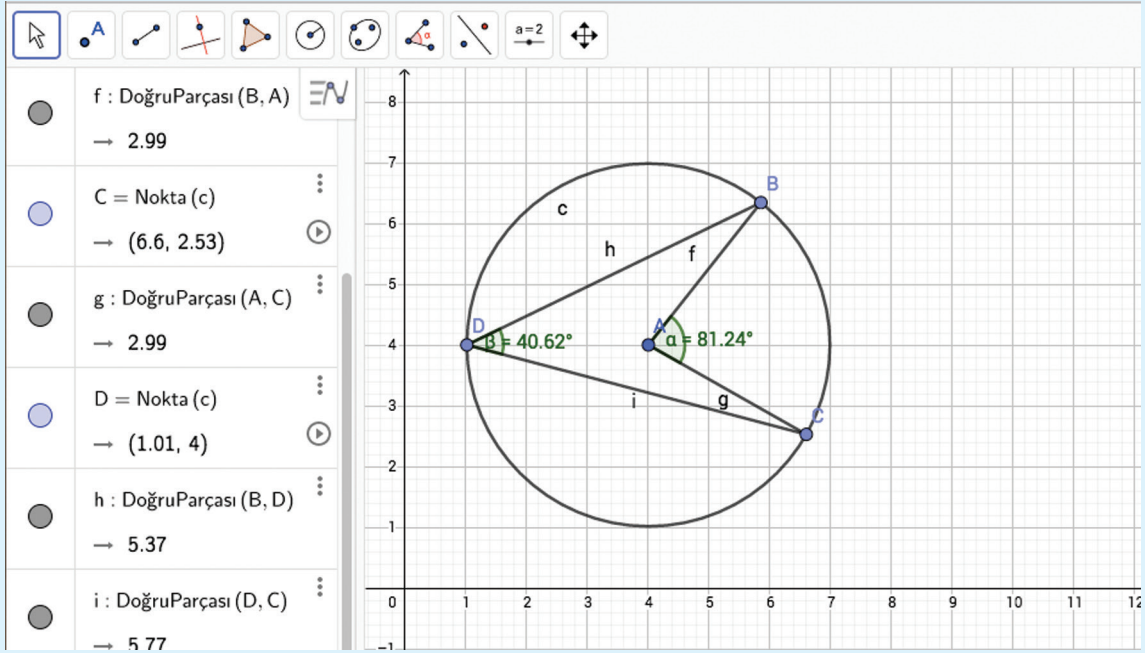 A
α
a=2
f : DoğruParçası (B, A)
→ 2.99
C = Nokta (c)
→ (6.6, 2.53)
g : DoğruParçası (A, C)
→ 2.99
D = Nokta (c)
→ (1.01, 4)
h : DoğruParçası (B, D)
→ 5.37
i : DoğruParçası (D, C)
→ 5.77
8
7
B
c
6
h
f
5
D
A
4
β = 40.62°
α = 81.24°
i
g
3
C
2
1
0 1 2 3 4 5 6 7 8 9 10 11 12
−1